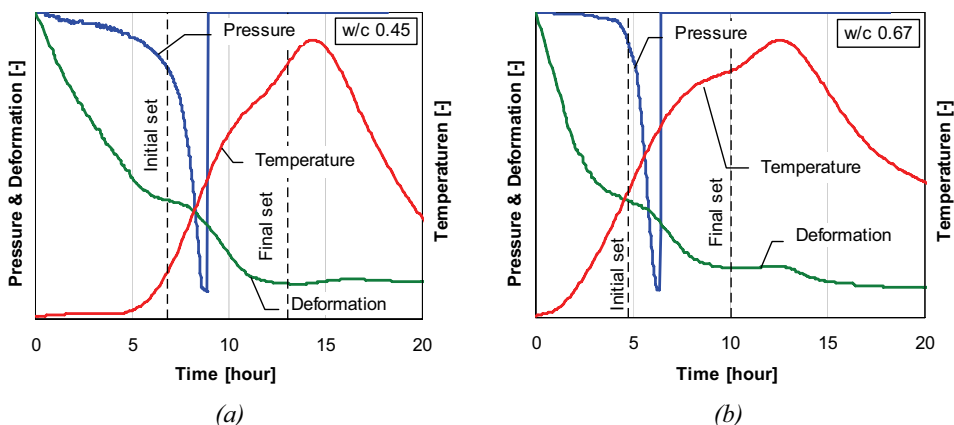 w/c 0.45
Pressure
Initial set
Temperature
Final set
Deformation
Pressure & Deformation [-]
Temperaturen [-]
0 5 10 15 20
Time [hour]
(a)
w/c 0.67
Pressure
Temperature
Initial set
Final set
Deformation
Pressure & Deformation [-]
Temperaturen [-]
0 5 10 15 20
Time [hour]
(b)